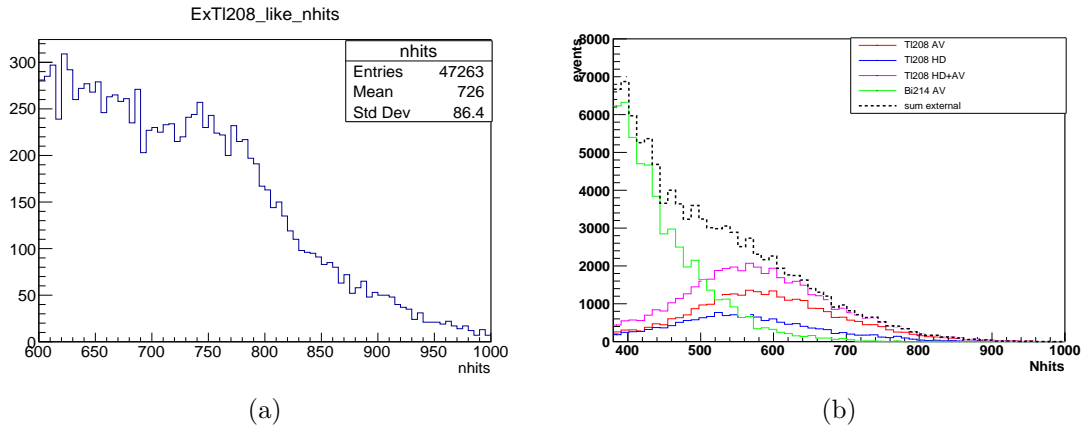 ExTl208_like_nhits
nhits
Entries 47263
Mean 726
Std Dev 86.4
300
250
200
150
100
50
0
600 650 700 750 800 850 900 950 1000
nhits
(a)
events
8000
7000
6000
5000
4000
3000
2000
1000
0
400 500 600 700 800 900 1000
Nhits
Tl208 AV
Tl208 HD
Tl208 HD+AV
Bi214 AV
sum external
(b)